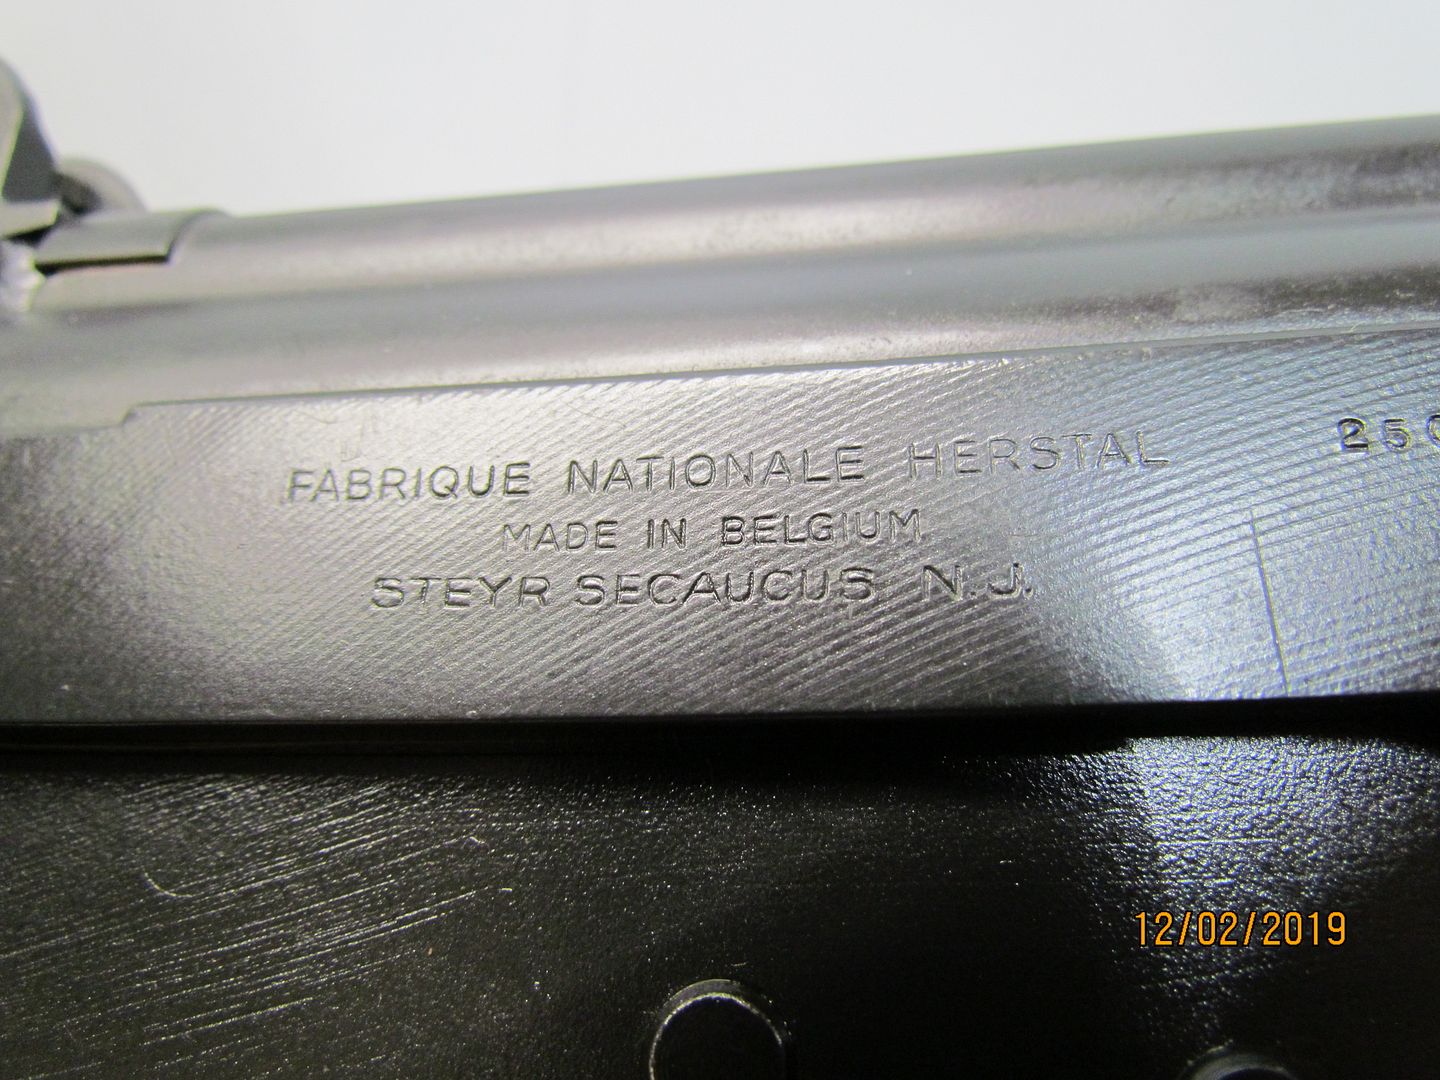 FABRIQUE NATIONALE HERSTAL
MADE IN BELGIUM
STEYR SECAUCUS N.J.
12/02/2019